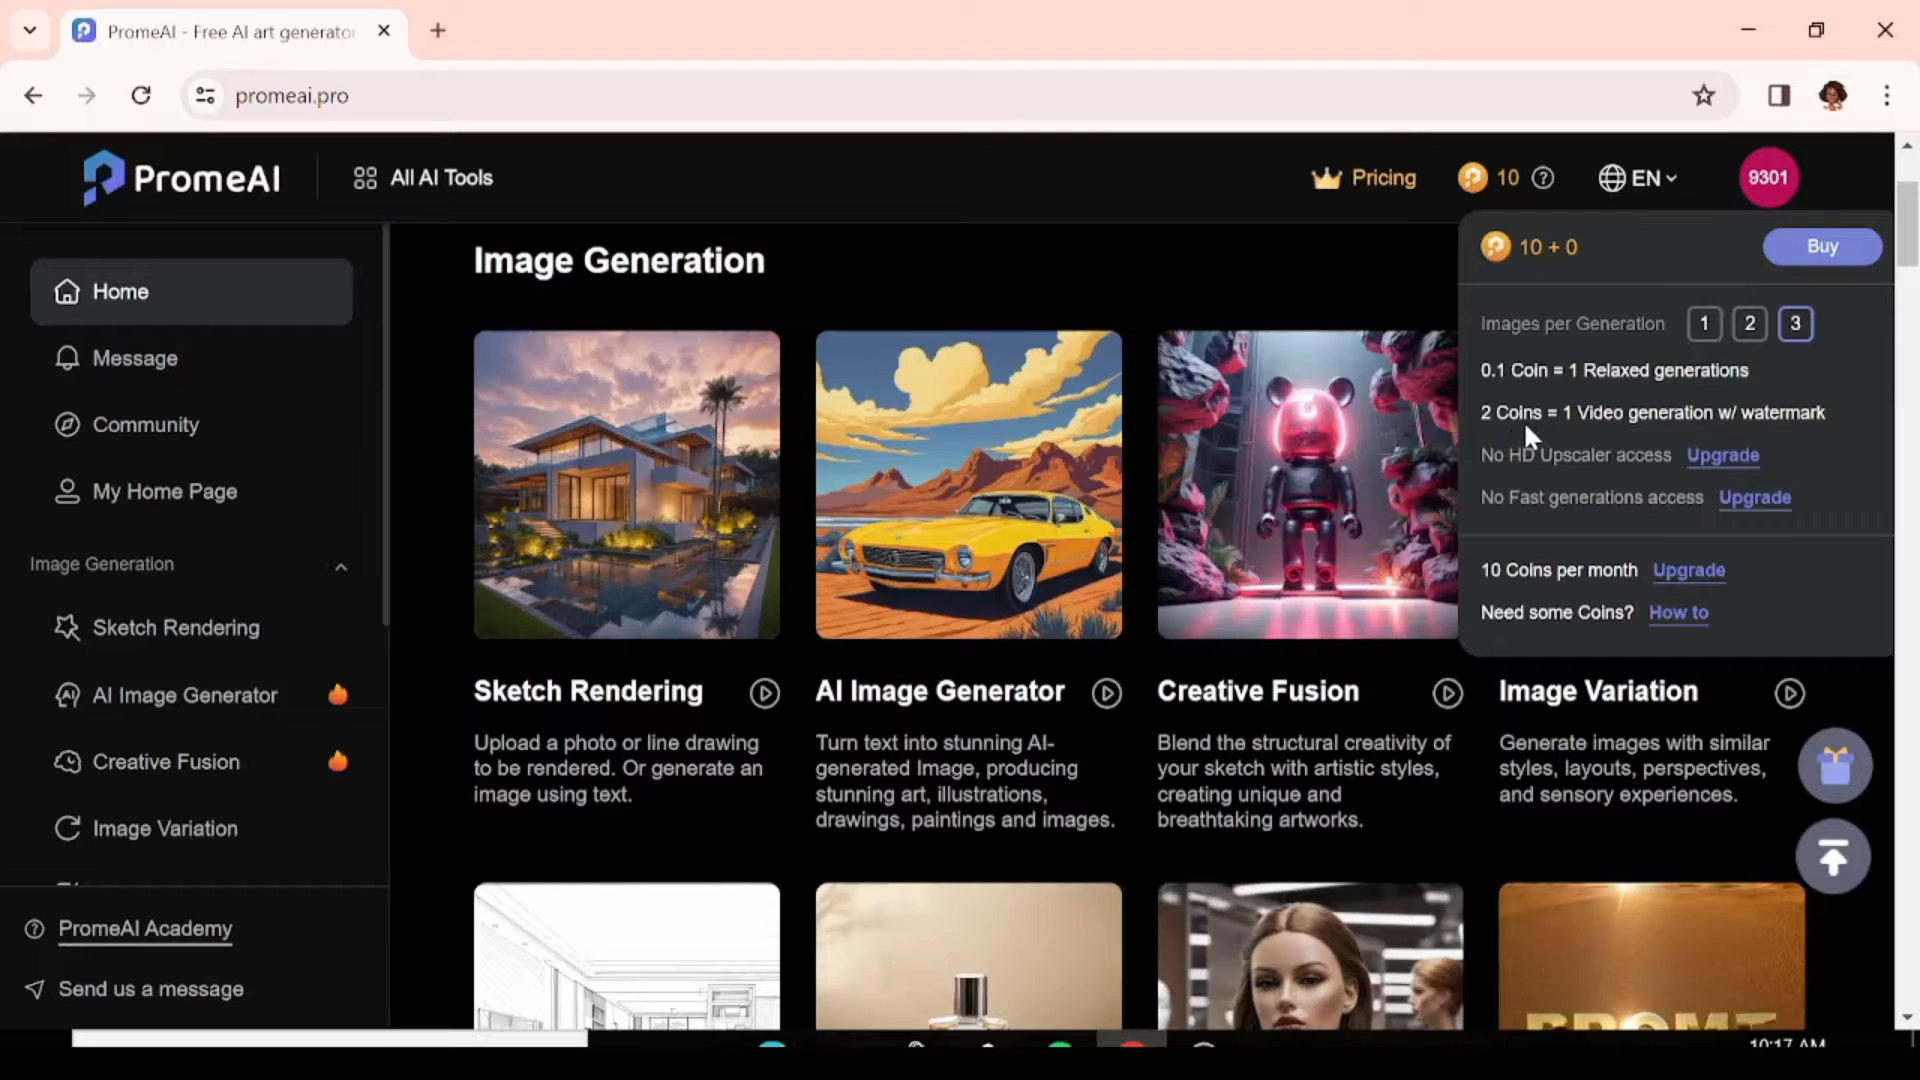 PromeAI - Free AI art generator
promeai.pro
PromeAI
All AI Tools
Pricing
10
EN
9301
Home
Message
Community
My Home Page
Image Generation
Sketch Rendering
AI Image Generator
Creative Fusion
Image Variation
PromeAI Academy
Send us a message
Image Generation
10 + 0
Buy
Images per Generation 1 2 3
0.1 Coin = 1 Relaxed generations
2 Coins = 1 Video generation w/ watermark
No HD Upscaler access Upgrade
No Fast generations access Upgrade
10 Coins per month Upgrade
Need some Coins? How to
Sketch Rendering
Upload a photo or line drawing
to be rendered. Or generate an
image using text.
AI Image Generator
Turn text into stunning AI-
generated Image, producing
stunning art, illustrations,
drawings, paintings and images.
Creative Fusion
Blend the structural creativity of
your sketch with artistic styles,
creating unique and
breathtaking artworks.
Image Variation
Generate images with similar
styles, layouts, perspectives,
and sensory experiences.
10:17 AM